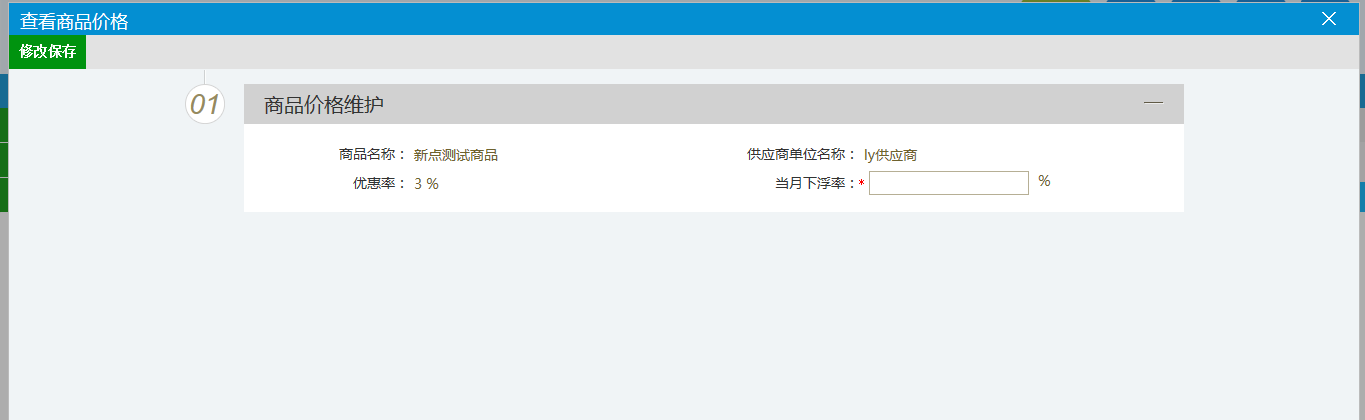 查看商品价格
修改保存
01 商品价格维护
商品名称： 新点测试商品 供应商单位名称： ly供应商
优惠率： 3 % 当月下浮率：* %